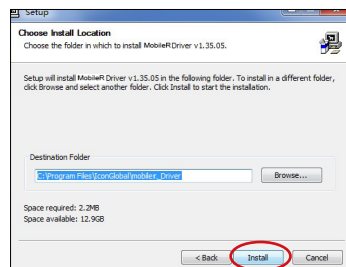 Setup
Choose Install Location
Choose the folder in which to install MobileR Driver v1.35.05.
Setup will install MobileR Driver v1.35.05 in the following folder. To install in a different folder,
click Browse and select another folder. Click Install to start the installation.
Destination Folder
C:\Program Files\IconGlobal\mobiler_Driver
Browse...
Space required: 2.2MB
Space available: 12.9GB
< Back
Install
Cancel